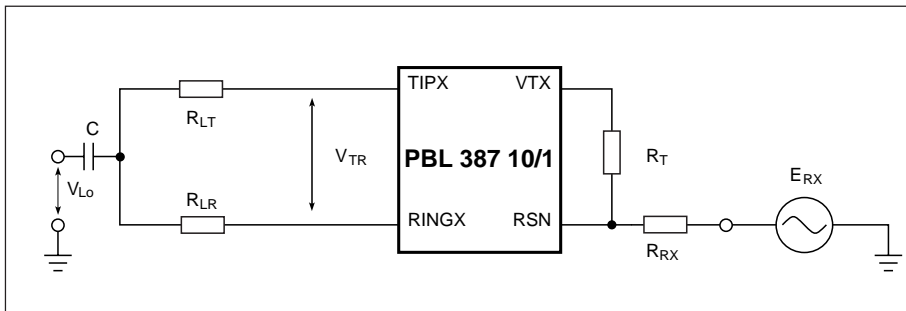 TIPX VTX
R_LT
C
V_TR
PBL 387 10/1
R_T
V_Lo
E_RX
R_LR
RINGX RSN
R_RX